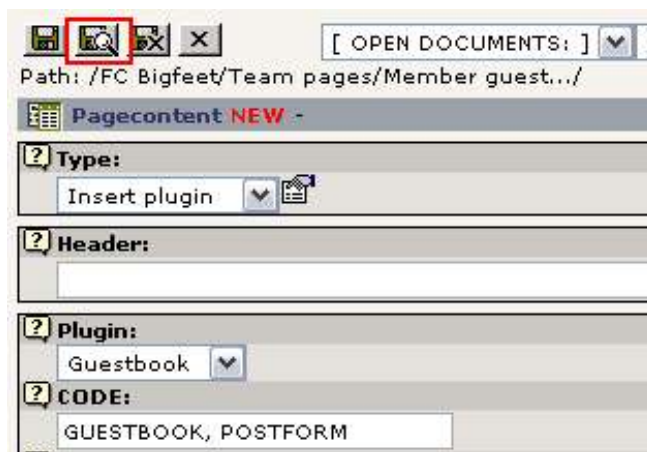 [ OPEN DOCUMENTS: ]
Path: /FC Bigfeet/Team pages/Member guest.../
Pagecontent NEW -
Type:
Insert plugin
Header:
Plugin:
Guestbook
CODE:
GUESTBOOK, POSTFORM